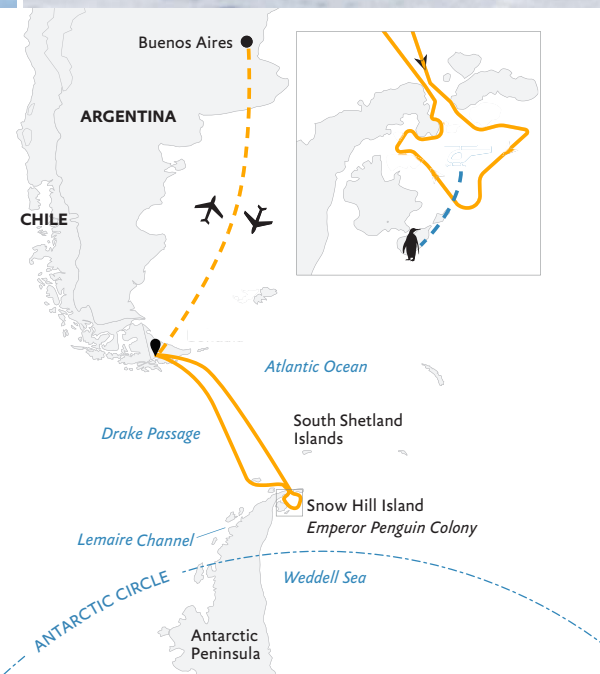 Buenos Aires
ARGENTINA
CHILE
Atlantic Ocean
Drake Passage
South Shetland
Islands
Snow Hill Island
Emperor Penguin Colony
Lemaire Channel
Weddell Sea
ANTARCTIC CIRCLE
Antarctic
Peninsula